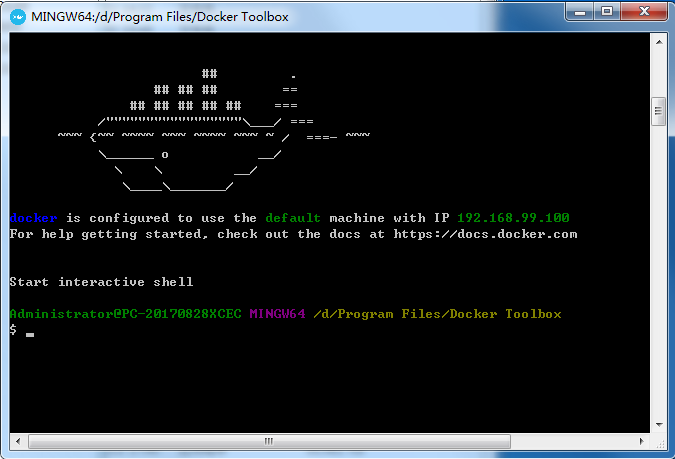 MINGW64:/d/Program Files/Docker Toolbox
                        ##         .
                  ## ## ##        ==
               ## ## ## ## ##    ===
           /"""""""""""""""""\___/ ===
      ~~~ {~~ ~~~~ ~~~ ~~~~ ~~~ ~ /  ===- ~~~
           \______ o           __/
             \    \         __/
              \____\_______/
docker is configured to use the default machine with IP 192.168.99.100
For help getting started, check out the docs at https://docs.docker.com
Start interactive shell
Administrator@PC-20170828XCEC MINGW64 /d/Program Files/Docker Toolbox
$ _